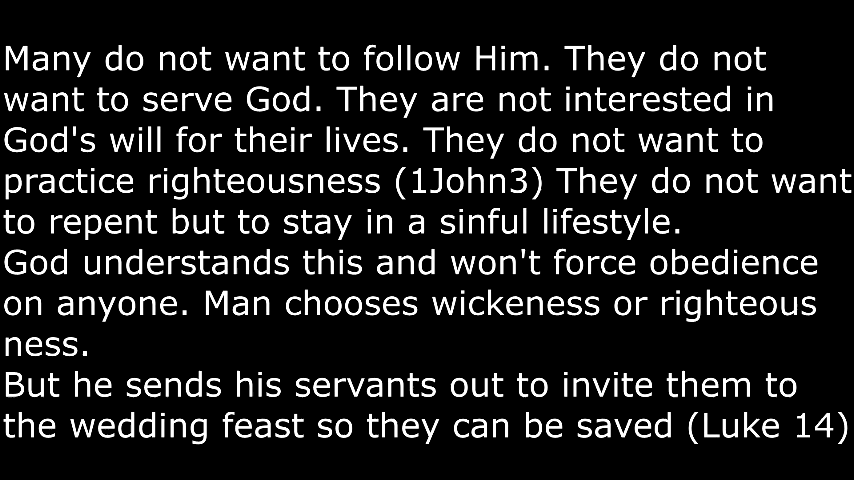 Many do not want to follow Him. They do not
want to serve God. They are not interested in
God's will for their lives. They do not want to
practice righteousness (1John3) They do not want
to repent but to stay in a sinful lifestyle.
God understands this and won't force obedience
on anyone. Man chooses wickeness or righteous
ness.
But he sends his servants out to invite them to
the wedding feast so they can be saved (Luke 14)